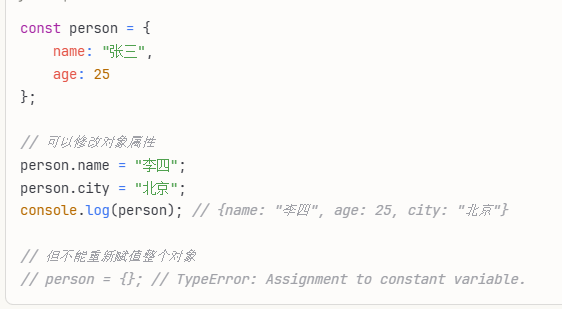 const person = {
    name: "张三",
    age: 25
};

// 可以修改对象属性
person.name = "李四";
person.city = "北京";
console.log(person); // {name: "李四", age: 25, city: "北京"}

// 但不能重新赋值整个对象
// person = {}; // TypeError: Assignment to constant variable.